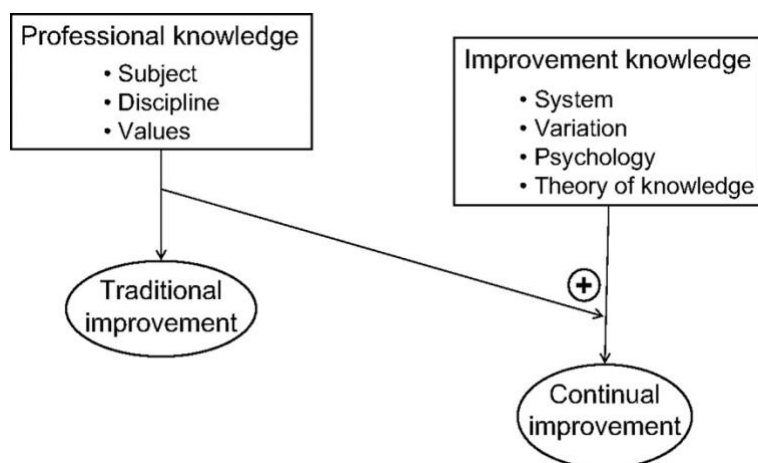 Professional knowledge
• Subject
• Discipline
• Values
Improvement knowledge
• System
• Variation
• Psychology
• Theory of knowledge
Traditional
improvement
+
Continual
improvement